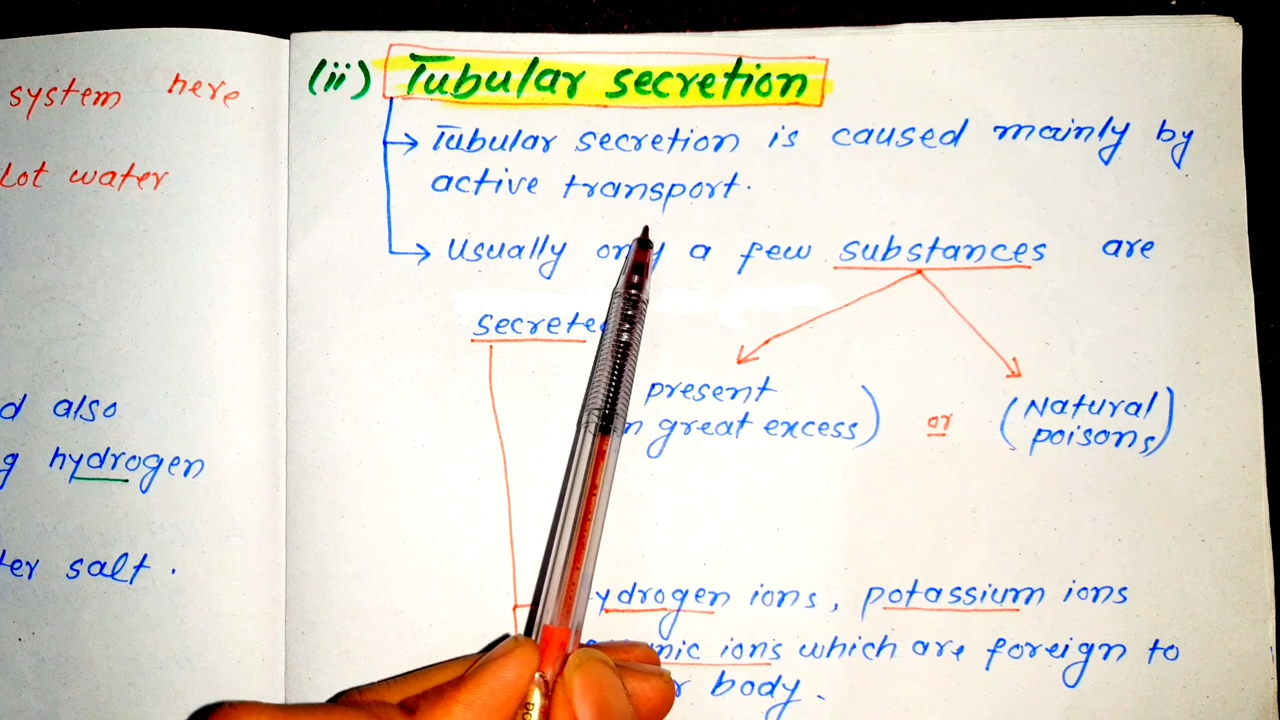 system here
lot water
d also
g hydrogen
ter salt .
(ii) Tubular secretion
→ Tubular secretion is caused mainly by
active transport.
→ Usually only a few substances are
secrete
present
n great excess) or (Natural
poisons)
ydrogen ions, potassium ions
nic ions which are foreign to
body .